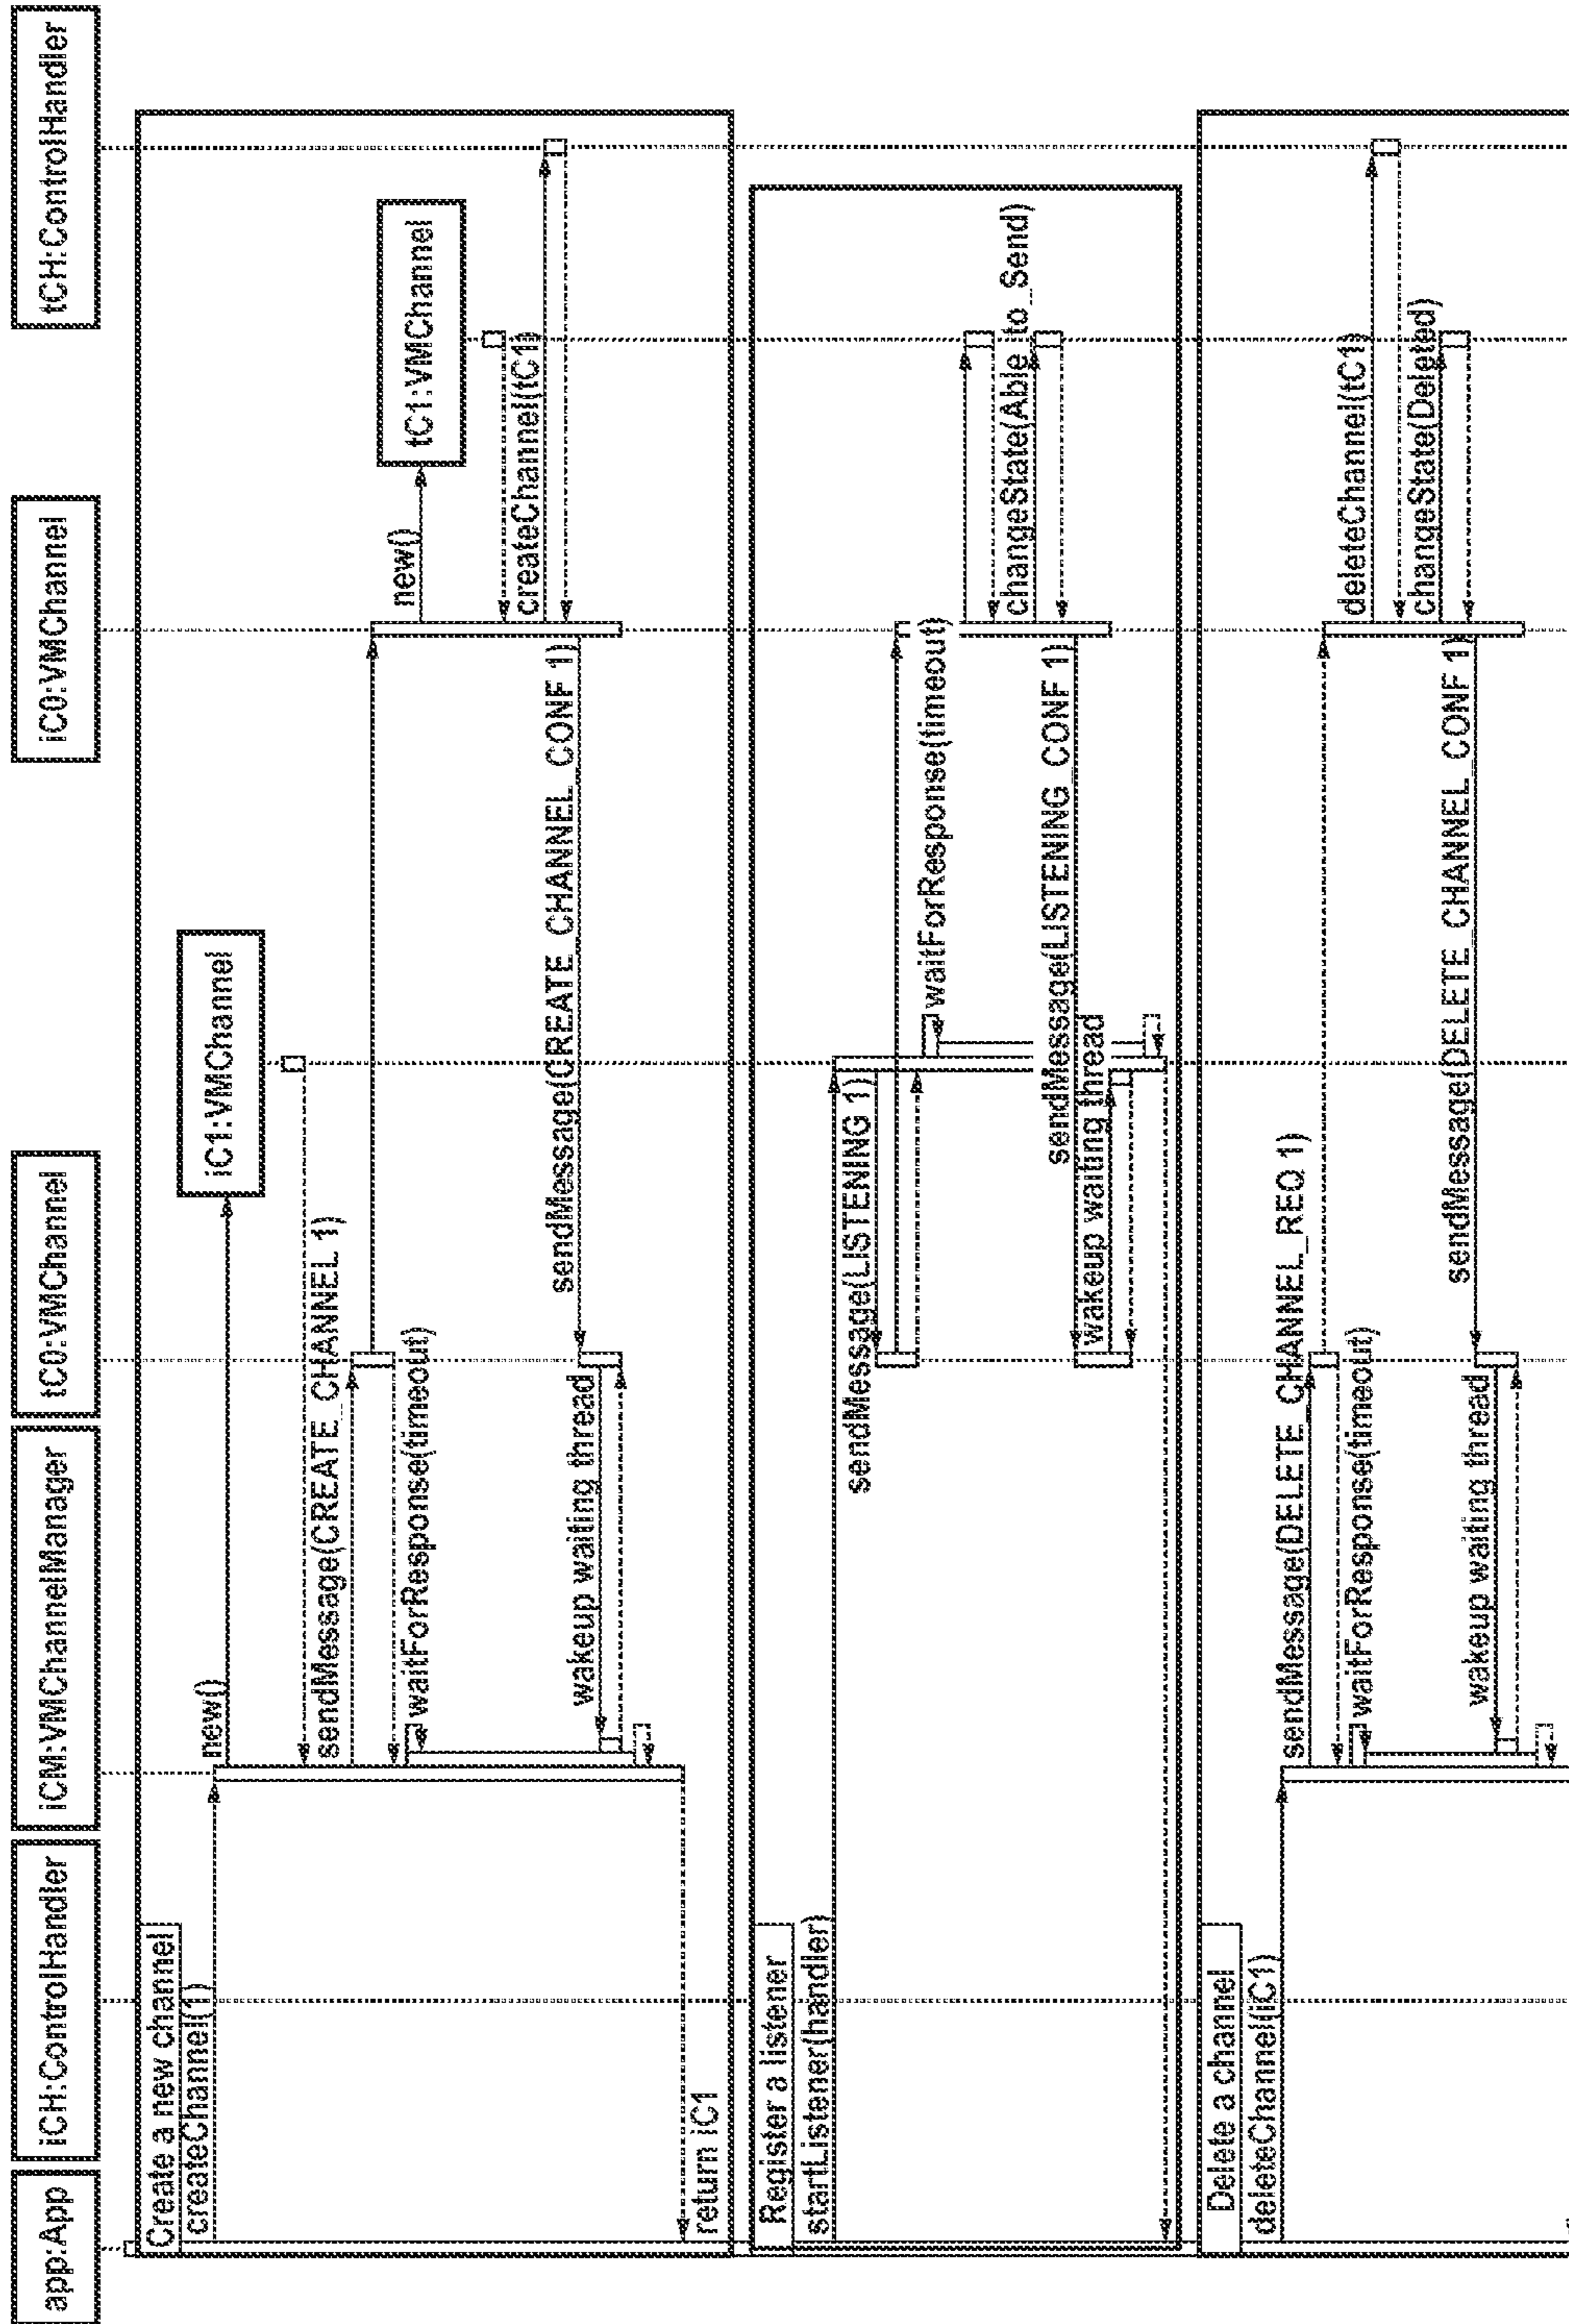 app:App
iCH:ControlHandler
iCM:VMChannelManager
tC0:VMChannel
iC0:VMChannel
tCH:ControlHandler
Create a new channel
createChannel(1)
new()
iC1:VMChannel
sendMessage(CREATE_CHANNEL 1)
new()
tC1:VMChannel
waitForResponse(timeout)
createChannel(tC1)
sendMessage(CREATE_CHANNEL_CONF 1)
wakeup waiting thread
return iC1
Register a listener
startListener(handler)
sendMessage(LISTENING 1)
waitForResponse(timeout)
changeState(Able_to_Send)
sendMessage(LISTENING_CONF 1)
wakeup waiting thread
Delete a channel
deleteChannel(iC1)
sendMessage(DELETE_CHANNEL_REQ 1)
waitForResponse(timeout)
deleteChannel(tC1)
changeState(Deleted)
sendMessage(DELETE_CHANNEL_CONF 1)
wakeup waiting thread